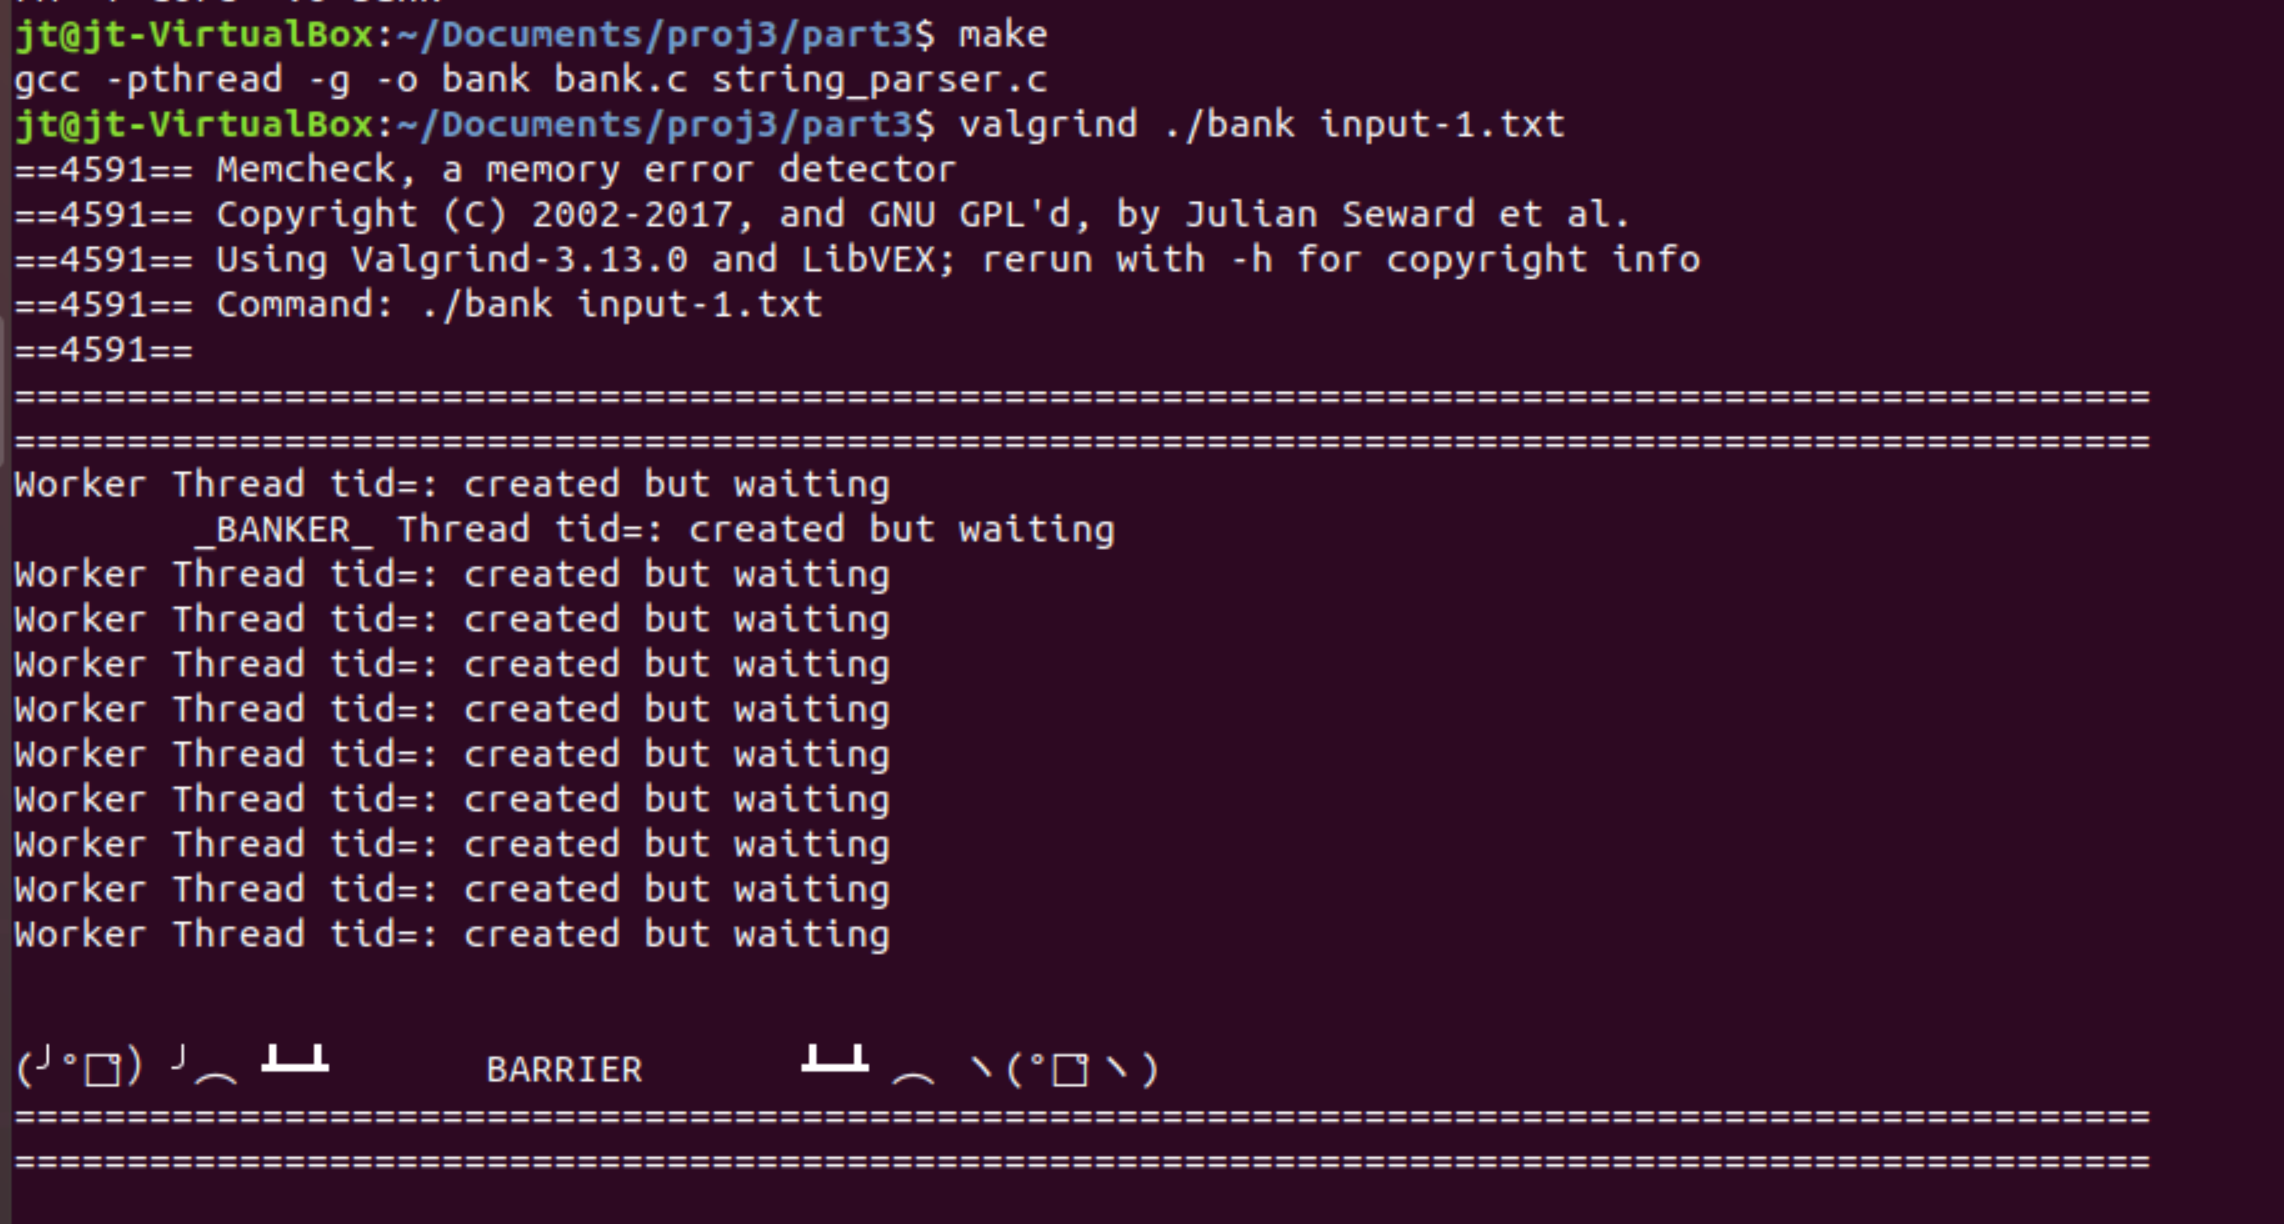 jt@jt-VirtualBox:~/Documents/proj3/part3$ make
gcc -pthread -g -o bank bank.c string_parser.c
jt@jt-VirtualBox:~/Documents/proj3/part3$ valgrind ./bank input-1.txt
==4591== Memcheck, a memory error detector
==4591== Copyright (C) 2002-2017, and GNU GPL'd, by Julian Seward et al.
==4591== Using Valgrind-3.13.0 and LibVEX; rerun with -h for copyright info
==4591== Command: ./bank input-1.txt
==4591==
===============================================================================================
===============================================================================================
Worker Thread tid=: created but waiting
        _BANKER_ Thread tid=: created but waiting
Worker Thread tid=: created but waiting
Worker Thread tid=: created but waiting
Worker Thread tid=: created but waiting
Worker Thread tid=: created but waiting
Worker Thread tid=: created but waiting
Worker Thread tid=: created but waiting
Worker Thread tid=: created but waiting
Worker Thread tid=: created but waiting
Worker Thread tid=: created but waiting
(╯°□°) ╯︵ ┻━┻       BARRIER       ┻━┻ ︵ ヽ(°□°ヽ)
===============================================================================================
===============================================================================================